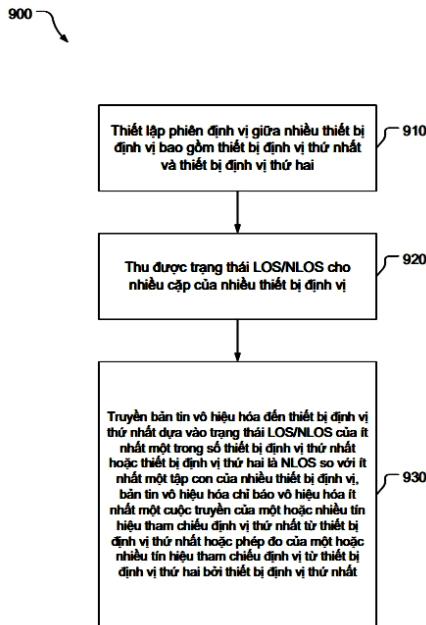 900
Thiết lập phiên định vị giữa nhiều thiết bị
định vị bao gồm thiết bị định vị thứ nhất
và thiết bị định vị thứ hai
910
Thu được trạng thái LOS/NLOS cho
nhiều cặp của nhiều thiết bị định vị
920
Truyền bản tin vô hiệu hóa đến thiết bị định vị
thứ nhất dựa vào trạng thái LOS/NLOS của ít
nhất một trong số thiết bị định vị thứ nhất
hoặc thiết bị định vị thứ hai là NLOS so với ít
nhất một tập con của nhiều thiết bị định vị,
bản tin vô hiệu hóa chỉ báo vô hiệu hóa ít
nhất một cuộc truyền của một hoặc nhiều tín
hiệu tham chiếu định vị thứ nhất từ thiết bị
định vị thứ nhất hoặc phép đo của một hoặc
nhiều tín hiệu tham chiếu định vị từ thiết bị
định vị thứ hai bởi thiết bị định vị thứ nhất
930